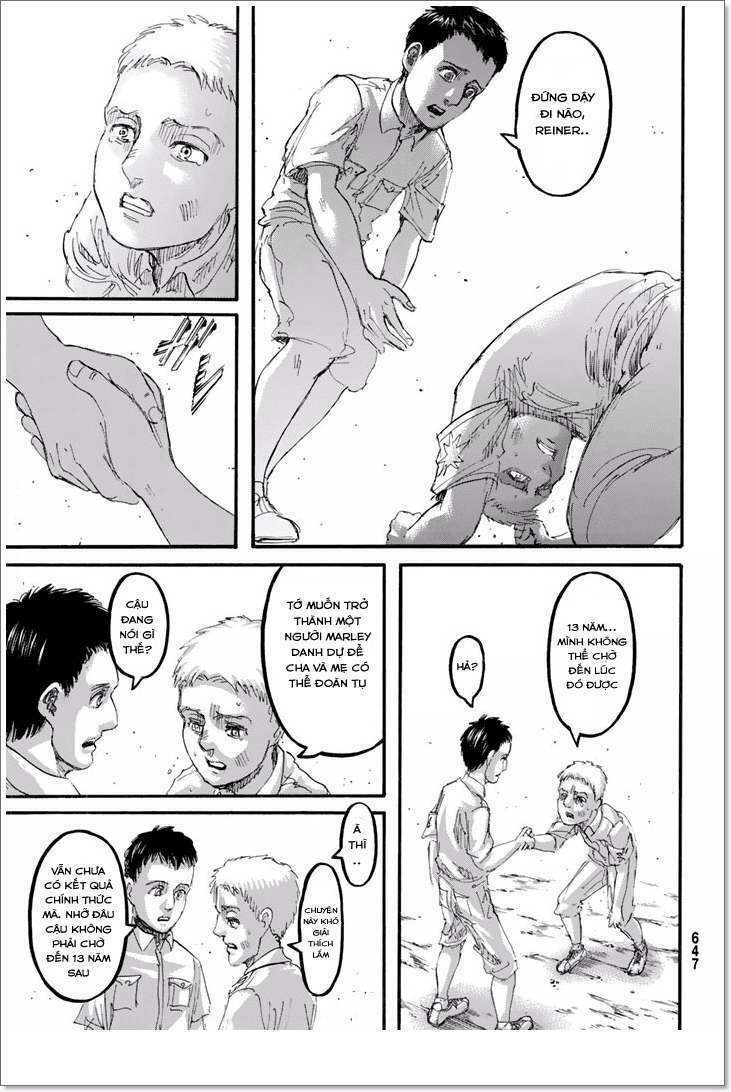 ĐỨNG DẬY
ĐI NÀO,
REINER..
13 NĂM...
MÌNH KHÔNG
THỂ CHỜ
ĐẾN LÚC
ĐÓ ĐƯỢC
HẢ?
TỚ MUỐN TRỞ
THÀNH MỘT
NGƯỜI MARLEY
DANH DỰ ĐỂ
CHA VÀ MẸ CÓ
THỂ ĐOÀN TỤ
CẬU
ĐANG
NÓI GÌ
THẾ?
Ā
THÌ
..
CHUYỆN NÀY KHÓ
GIẢI
THÍCH
LẮM
VẪN CHƯA
CÓ KẾT QUẢ
CHÍNH THỨC
MÀ. NHỠ ĐÂU
CẬU KHÔNG
PHẢI CHỜ
ĐẾN 13 NĂM
SAU
647